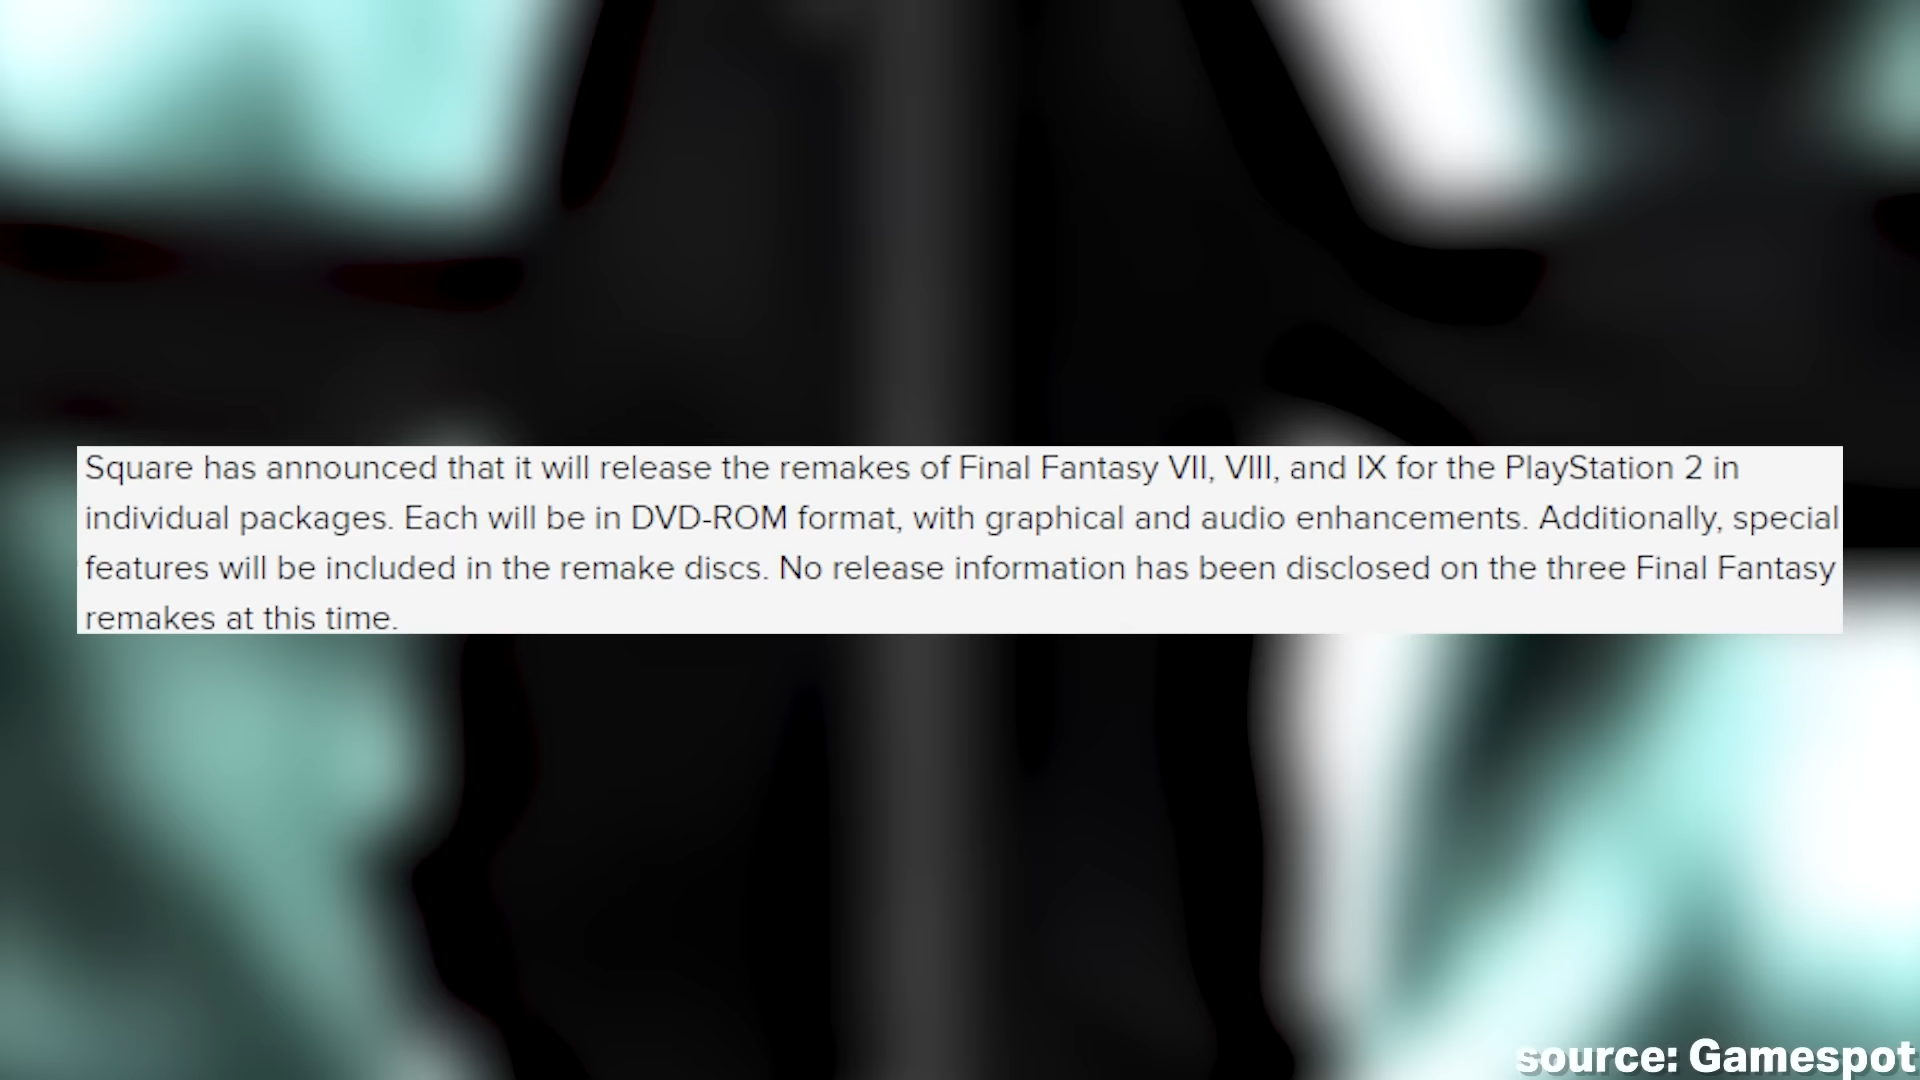 Square has announced that it will release the remakes of Final Fantasy VII, VIII, and IX for the PlayStation 2 in
individual packages. Each will be in DVD-ROM format, with graphical and audio enhancements. Additionally, special
features will be included in the remake discs. No release information has been disclosed on the three Final Fantasy
remakes at this time.
source: Gamespot